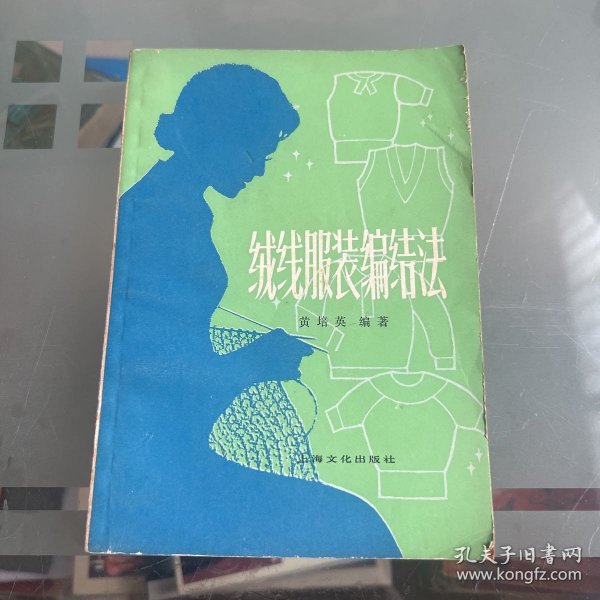 绒线服装编结法
黄培英 编著
上海文化出版社
孔夫子旧書网
www.kongfz.com